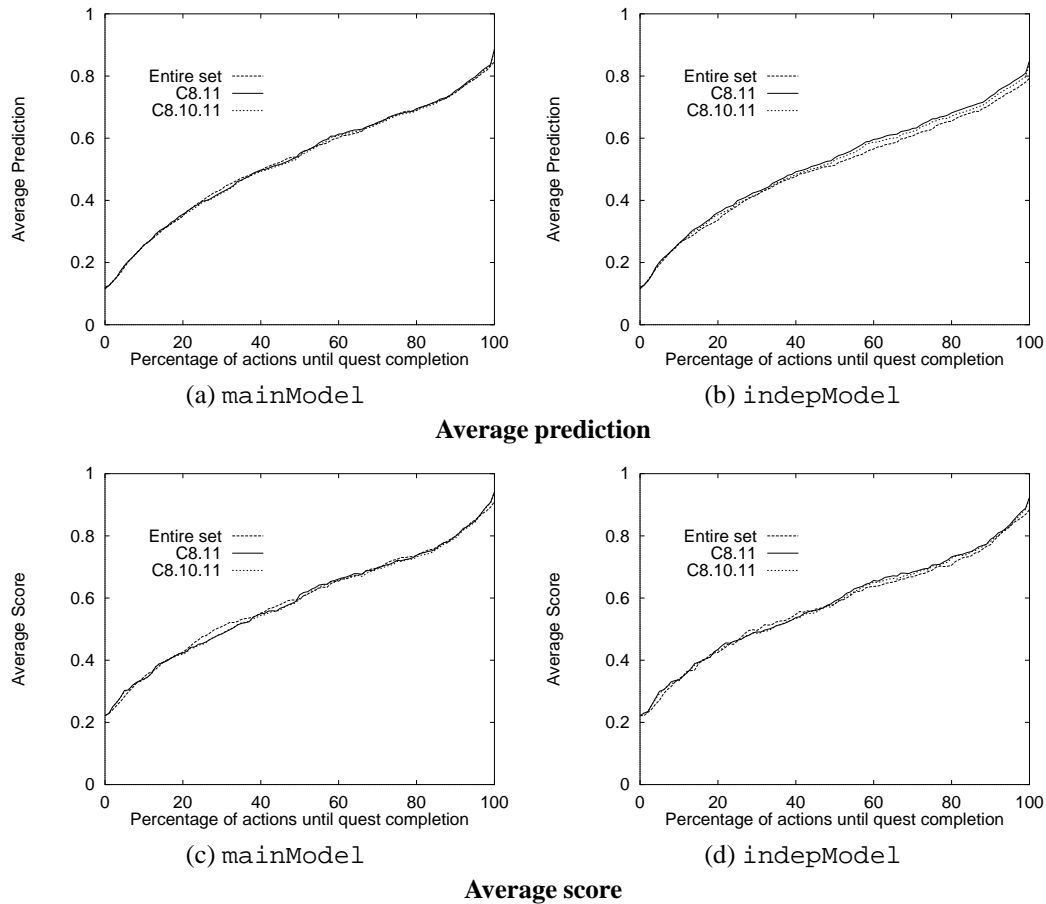 1
0.8
0.6
0.4
0.2
0
Average Prediction
Entire set
C8.11
C8.10.11
0 20 40 60 80 100
Percentage of actions until quest completion
(a) mainModel
1
0.8
0.6
0.4
0.2
0
Average Prediction
Entire set
C8.11
C8.10.11
0 20 40 60 80 100
Percentage of actions until quest completion
(b) indepModel
Average prediction
1
0.8
0.6
0.4
0.2
0
Average Score
Entire set
C8.11
C8.10.11
0 20 40 60 80 100
Percentage of actions until quest completion
(c) mainModel
1
0.8
0.6
0.4
0.2
0
Average Score
Entire set
C8.11
C8.10.11
0 20 40 60 80 100
Percentage of actions until quest completion
(d) indepModel
Average score